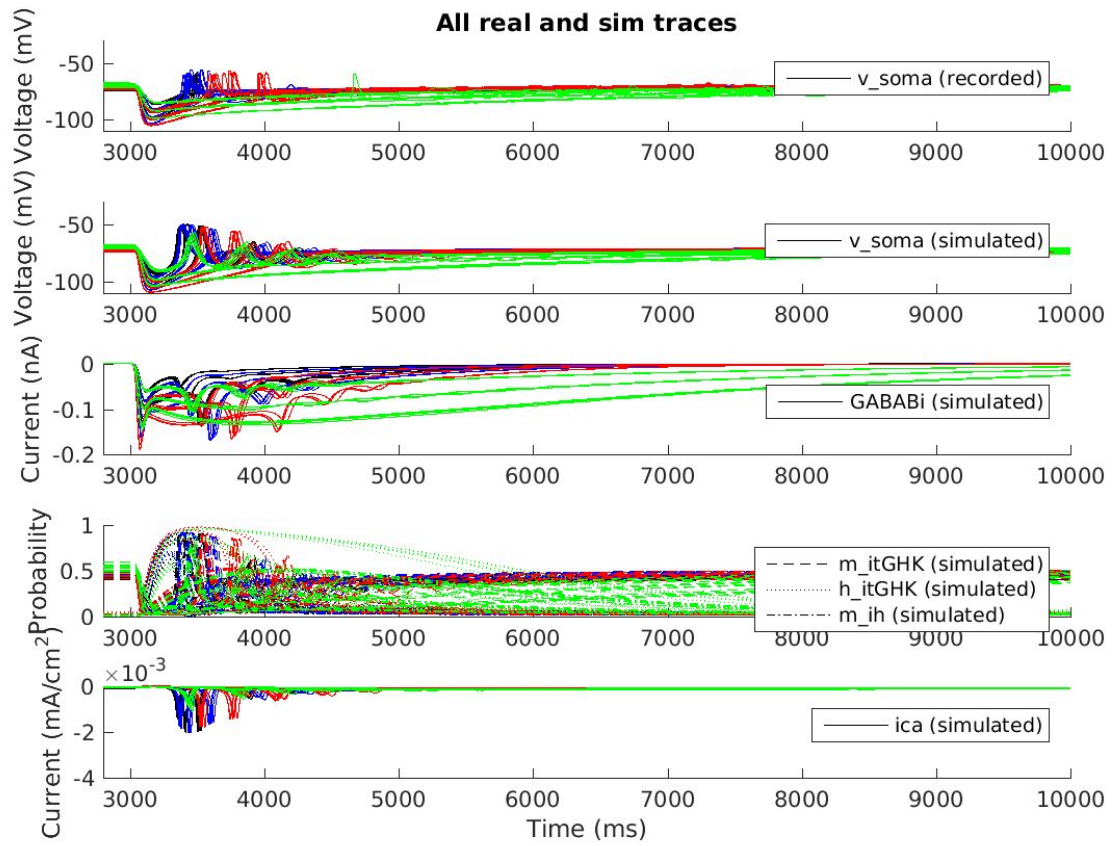 All real and sim traces
Voltage (mV)
-50
-100
v_soma (recorded)
3000 4000 5000 6000 7000 8000 9000 10000
Voltage (mV)
-50
-100
v_soma (simulated)
3000 4000 5000 6000 7000 8000 9000 10000
Current (nA)
0
-0.1
-0.2
GABABi (simulated)
3000 4000 5000 6000 7000 8000 9000 10000
Probability
1
0.5
0
m_itGHK (simulated)
h_itGHK (simulated)
m_ih (simulated)
3000 4000 5000 6000 7000 8000 9000 10000
Current (mA/cm2)
×10-3
0
-2
-4
ica (simulated)
3000 4000 5000 6000 7000 8000 9000 10000
Time (ms)